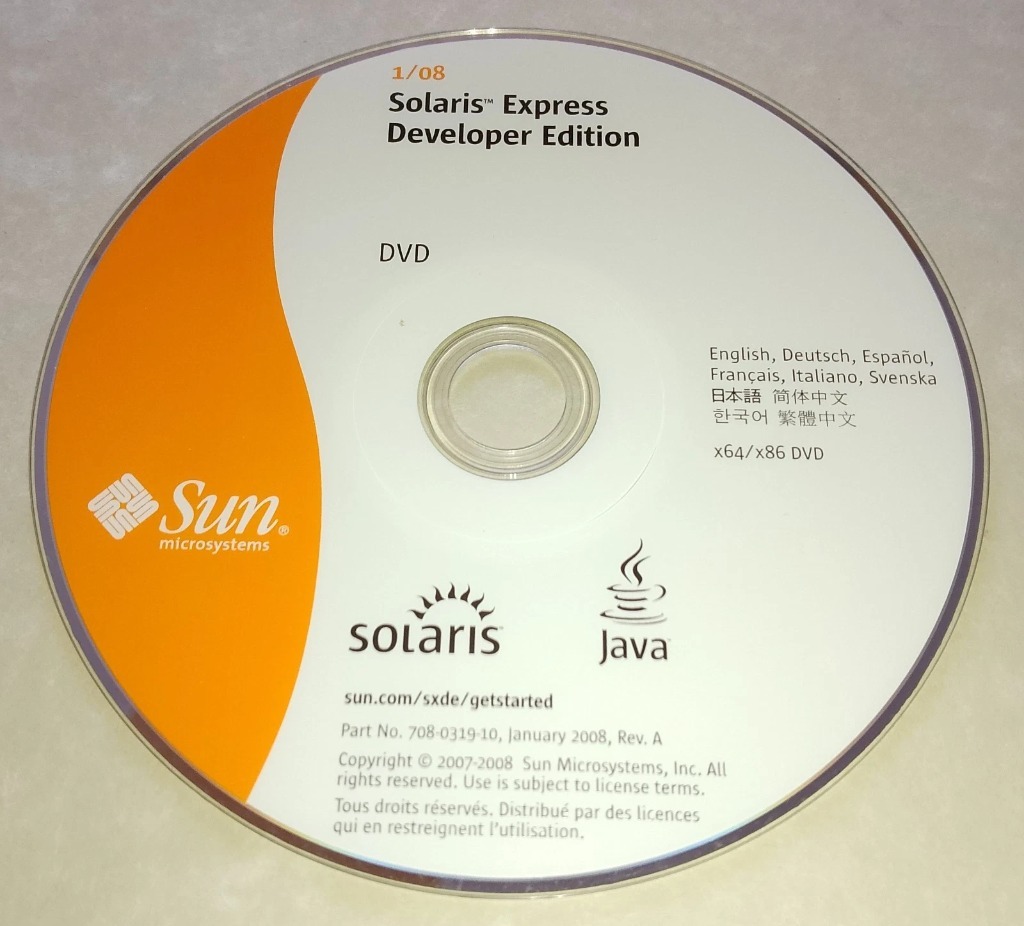 1/08
Solaris™ Express
Developer Edition
DVD
English, Deutsch, Español,
Français, Italiano, Svenska
日本語 简体中文
한국어 繁體中文
x64/x86 DVD
Sun®
microsystems
solaris™
Java™
sun.com/sxde/getstarted
Part No. 708-0319-10, January 2008, Rev. A
Copyright © 2007-2008 Sun Microsystems, Inc. All
rights reserved. Use is subject to license terms.
Tous droits réservés. Distribué par des licences
qui en restreignent l'utilisation.